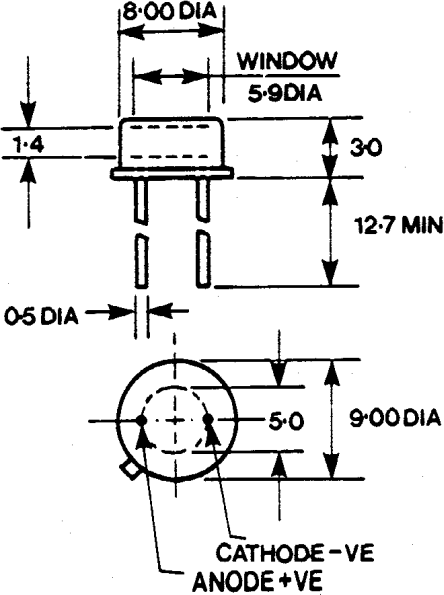 8·00 DIA
WINDOW
5·9 DIA
1·4
3·0
12·7 MIN
0·5 DIA
5·0
9·00 DIA
CATHODE-VE
ANODE+VE